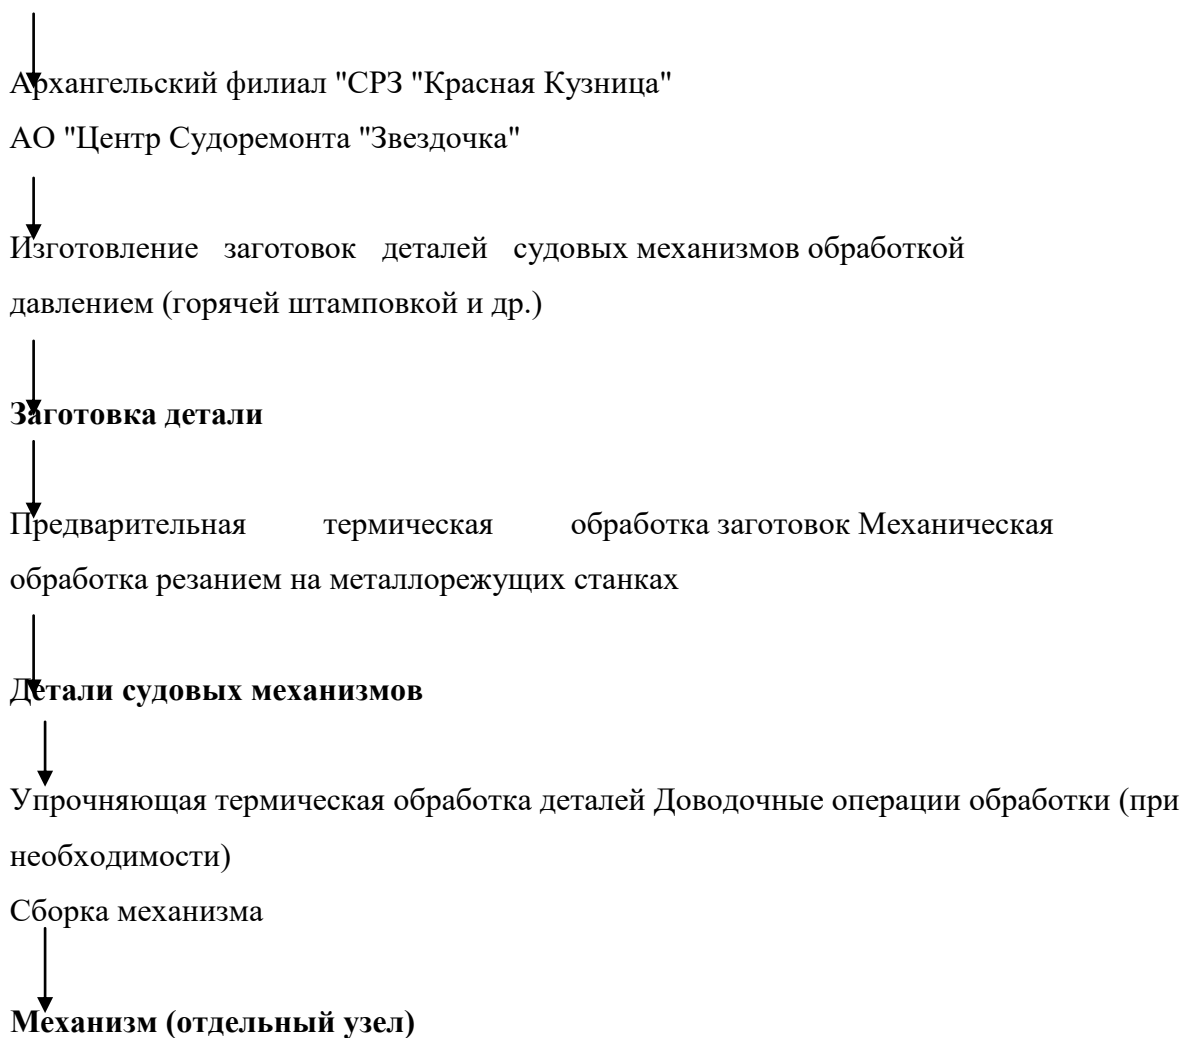 Архангельский филиал "СРЗ "Красная Кузница"
АО "Центр Судоремонта "Звездочка"
Изготовление заготовок деталей судовых механизмов обработкой
давлением (горячей штамповкой и др.)
Заготовка детали
Предварительная термическая обработка заготовок Механическая
обработка резанием на металлорежущих станках
Детали судовых механизмов
Упрочняющая термическая обработка деталей Доводочные операции обработки (при
необходимости)
Сборка механизма
Механизм (отдельный узел)